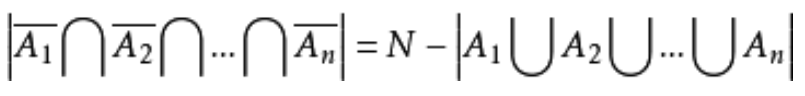 |A̅₁ ⋂ A̅₂ ⋂ ... ⋂ A̅ₙ| = N − |A₁ ⋃ A₂ ⋃ ... ⋃ Aₙ|